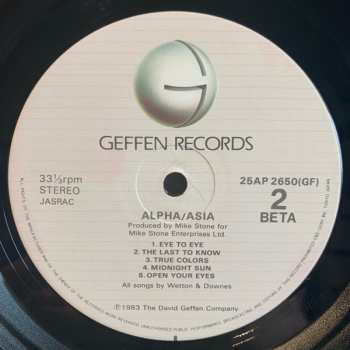 GEFFEN RECORDS
33⅓rpm
STEREO
JASRAC
25AP 2650(GF)
2
BETA
ALPHA/ASIA
Produced by Mike Stone for
Mike Stone Enterprises Ltd.
1. EYE TO EYE
2. THE LAST TO KNOW
3. TRUE COLORS
4. MIDNIGHT SUN
5. OPEN YOUR EYES
All songs by Wetton & Downes
Ⓟ1983 The David Geffen Company